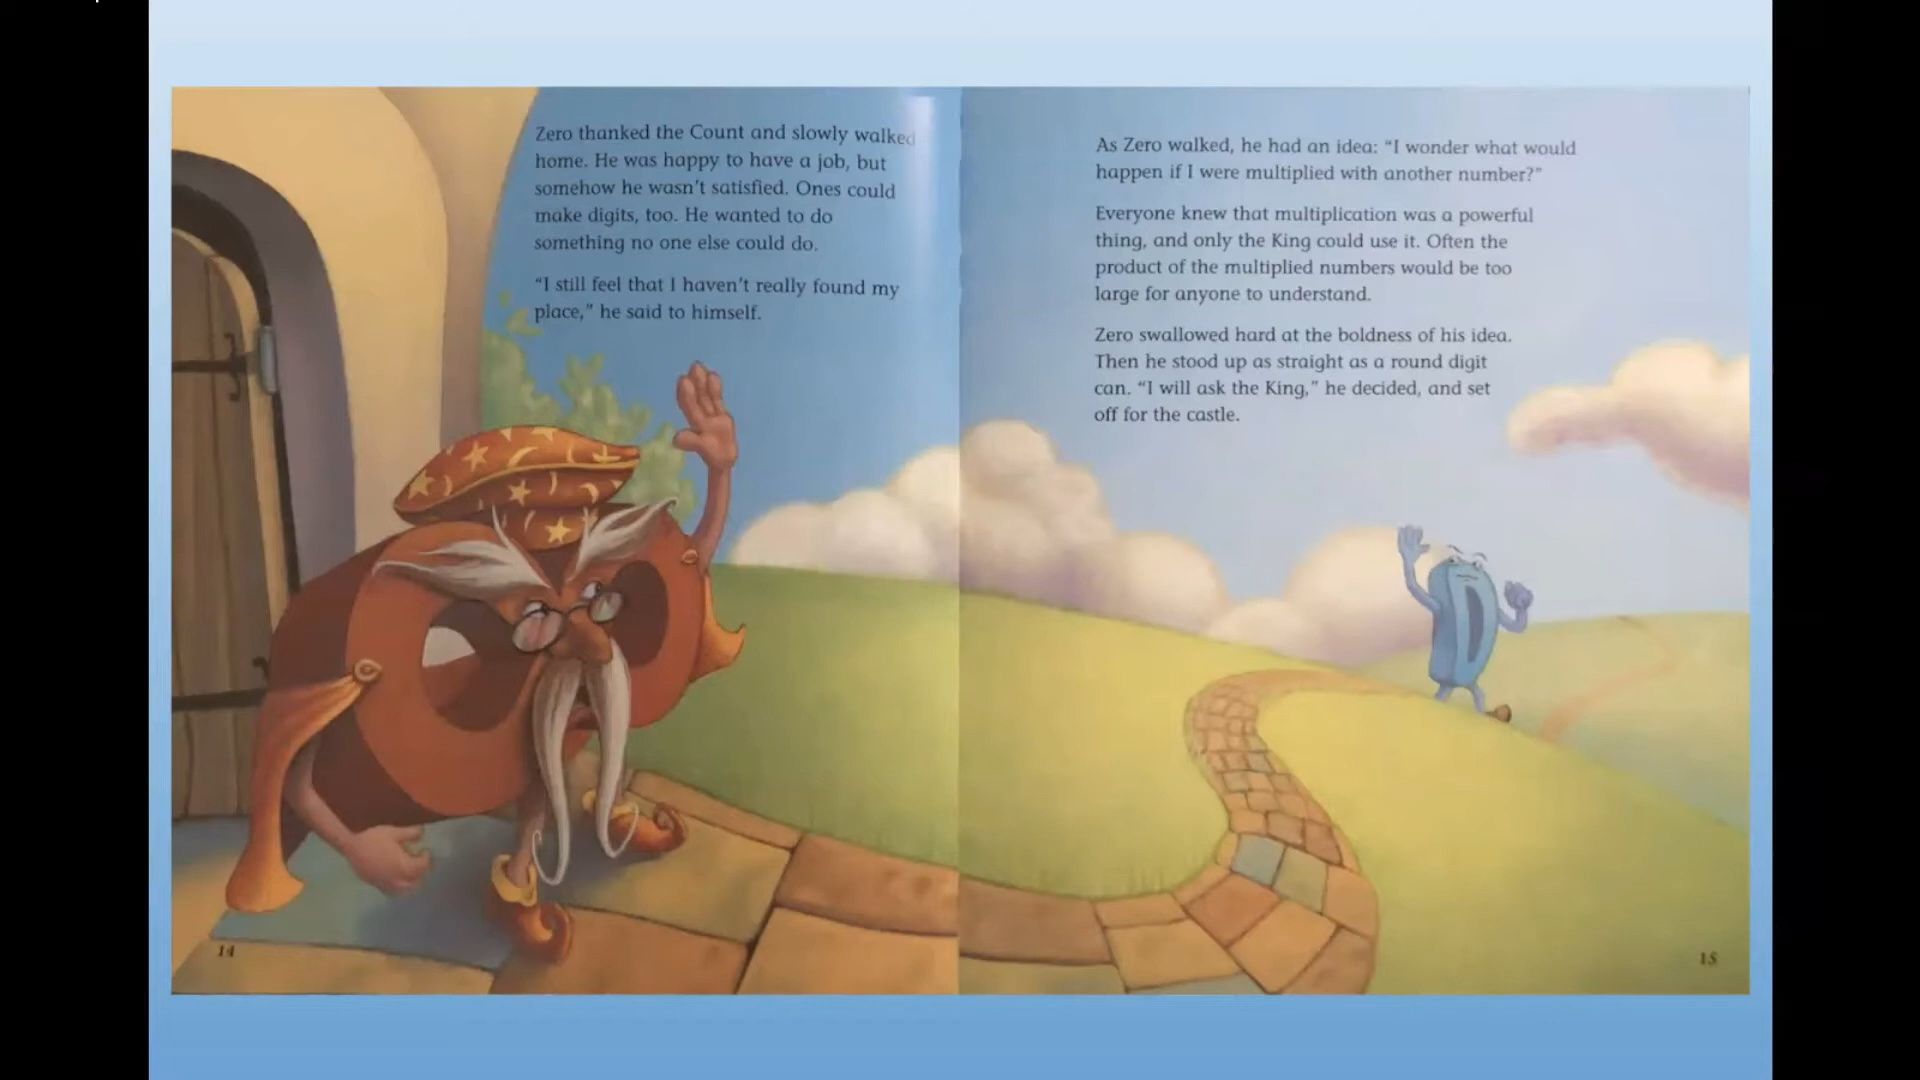 Zero thanked the Count and slowly walked
home. He was happy to have a job, but
somehow he wasn't satisfied. Ones could
make digits, too. He wanted to do
something no one else could do.
“I still feel that I haven't really found my
place,” he said to himself.
14
As Zero walked, he had an idea: “I wonder what would
happen if I were multiplied with another number?”
Everyone knew that multiplication was a powerful
thing, and only the King could use it. Often the
product of the multiplied numbers would be too
large for anyone to understand.
Zero swallowed hard at the boldness of his idea.
Then he stood up as straight as a round digit
can. “I will ask the King,” he decided, and set
off for the castle.
15